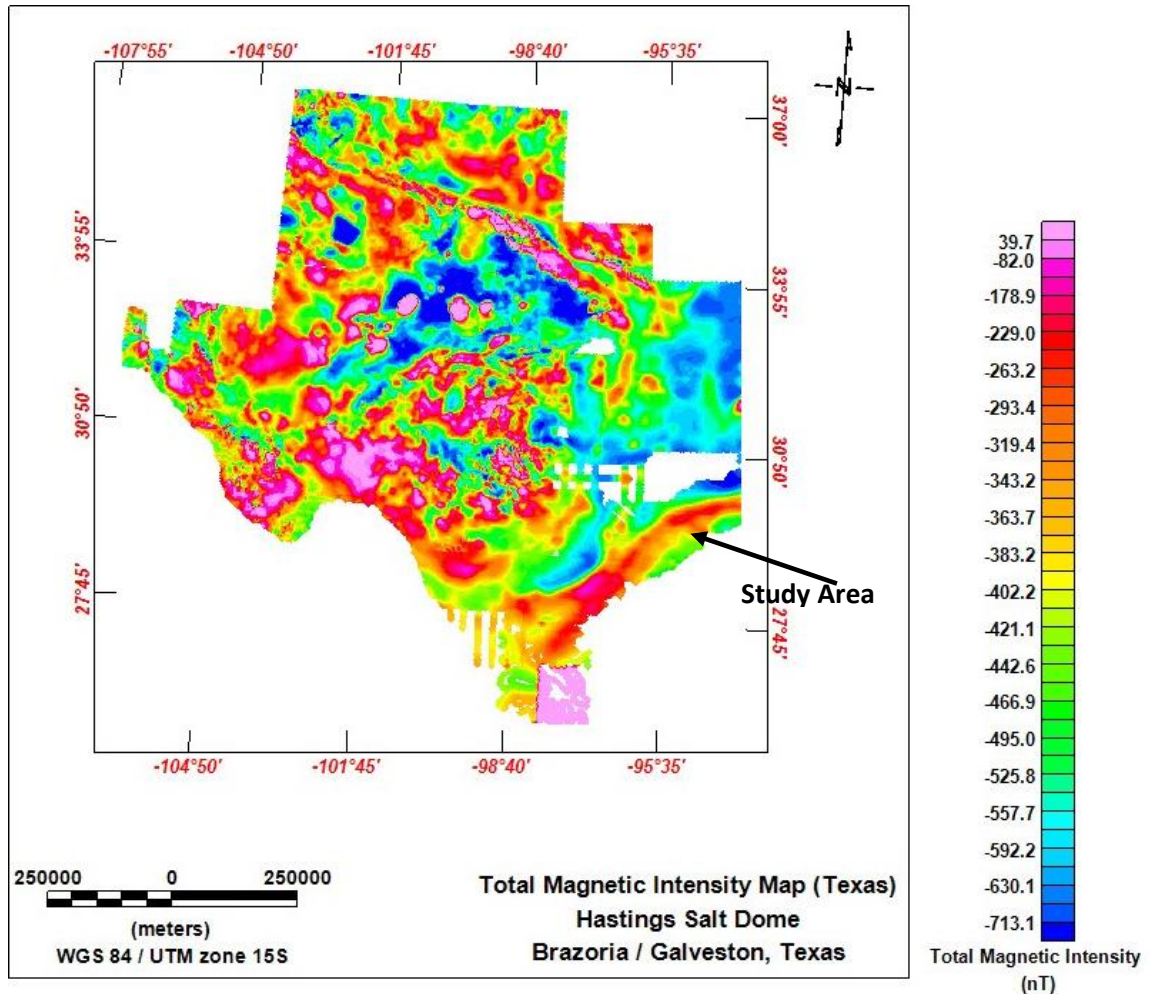 -107°55' -104°50' -101°45' -98°40' -95°35'
N
37°00'
33°55'
33°55'
30°50'
30°50'
27°45'
27°45'
Study Area
-104°50' -101°45' -98°40' -95°35'
250000 0 250000
(meters)
WGS 84 / UTM zone 15S
Total Magnetic Intensity Map (Texas)
Hastings Salt Dome
Brazoria / Galveston, Texas
39.7
-82.0
-178.9
-229.0
-263.2
-293.4
-319.4
-343.2
-363.7
-383.2
-402.2
-421.1
-442.6
-466.9
-495.0
-525.8
-557.7
-592.2
-630.1
-713.1
Total Magnetic Intensity
(nT)